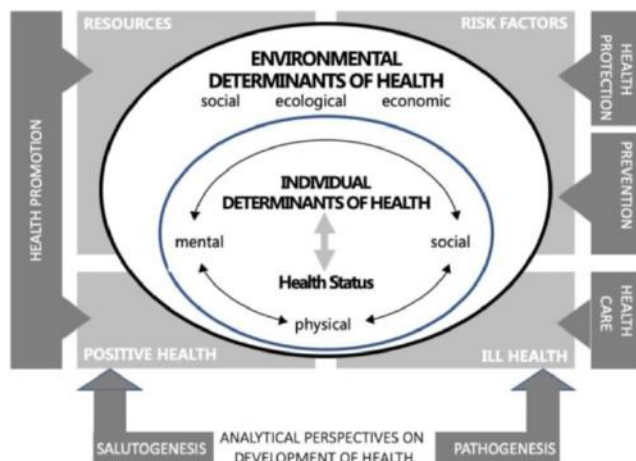 RESOURCES
RISK FACTORS
ENVIRONMENTAL
DETERMINANTS OF HEALTH
social ecological economic
HEALTH PROMOTION
HEALTH
PROTECTION
PREVENTION
INDIVIDUAL
DETERMINANTS OF HEALTH
mental
social
Health Status
physical
HEALTH
CARE
POSITIVE HEALTH
ILL HEALTH
SALUTOGENESIS
ANALYTICAL PERSPECTIVES ON
DEVELOPMENT OF HEALTH
PATHOGENESIS